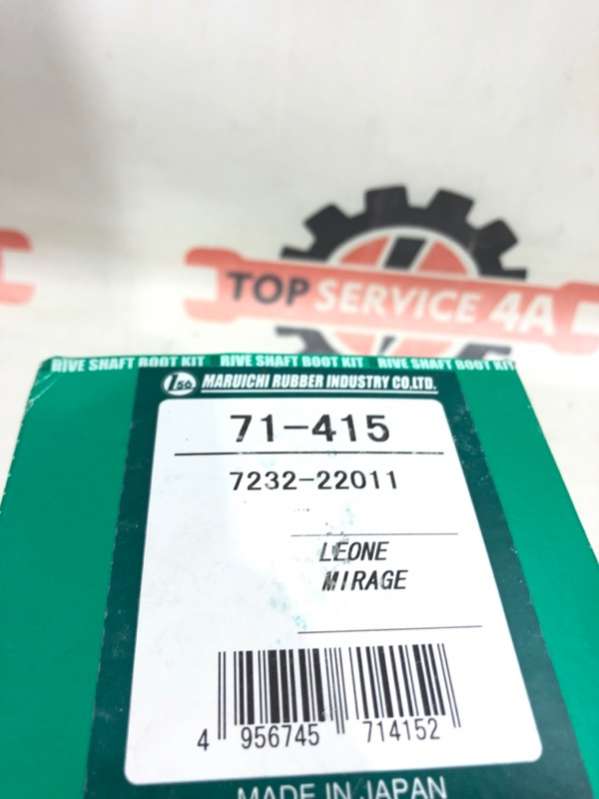 TOP SERVICE 4A
RIVE SHAFT BOOT KIT RIVE SHAFT BOOT KIT RIVE SHAFT BOOT KIT
MARUICHI RUBBER INDUSTRY CO.LTD.
71-415
7232-22011
LEONE
MIRAGE
4 956745 714152
MADE IN JAPAN